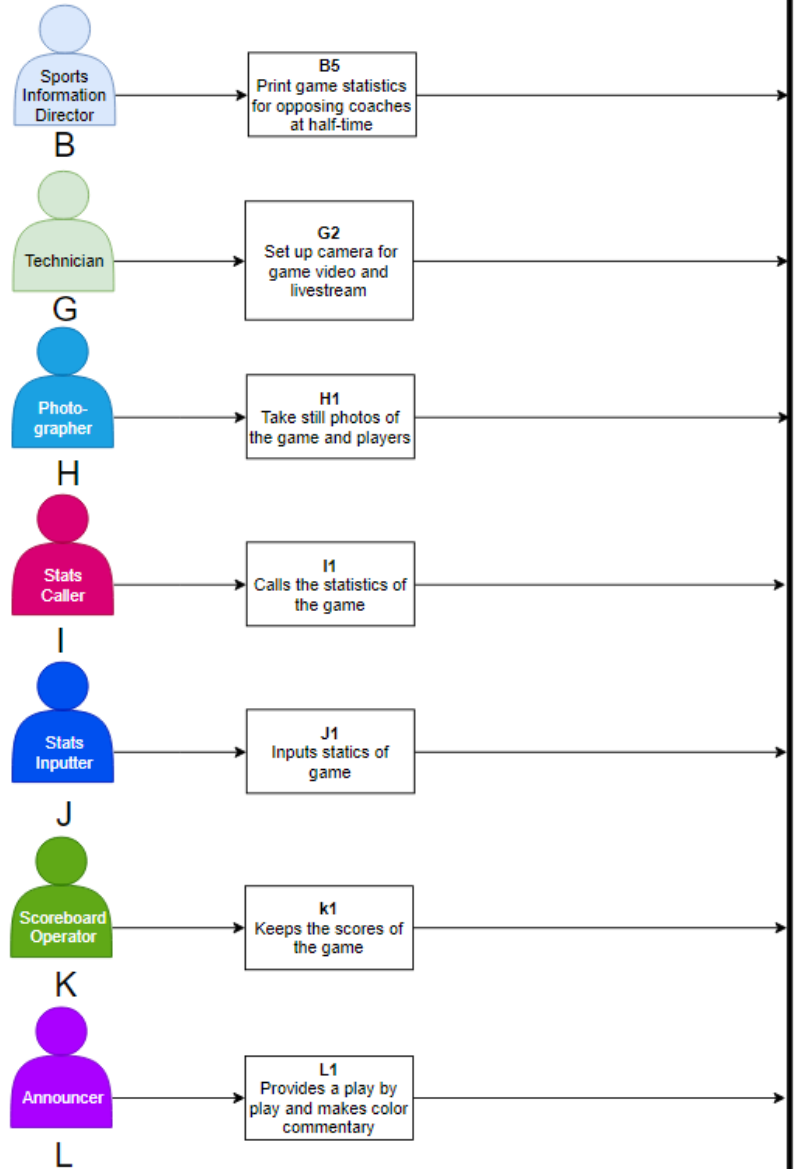 Sports
Information
Director
B
B5
Print game statistics
for opposing coaches
at half-time
Technician
G
G2
Set up camera for
game video and
livestream
Photo-
grapher
H
H1
Take still photos of
the game and players
Stats
Caller
I
I1
Calls the statistics of
the game
Stats
Inputter
J
J1
Inputs statics of
game
Scoreboard
Operator
K
k1
Keeps the scores of
the game
Announcer
L
L1
Provides a play by
play and makes color
commentary